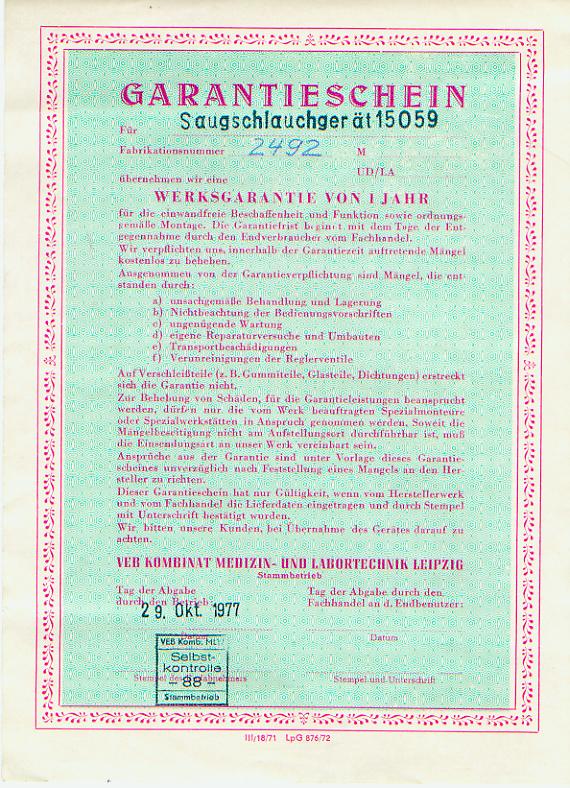 GARANTIESCHEIN
Für Saugschlauchgerät 15059
Fabrikationsnummer 2492 M
UD/LA
übernehmen wir eine
WERKSGARANTIE VON 1 JAHR
für die einwandfreie Beschaffenheit und Funktion sowie ordnungs-
gemäße Montage. Die Garantiefrist beginnt mit dem Tage der Ent-
gegennahme durch den Endverbraucher vom Fachhandel.
Wir verpflichten uns, innerhalb der Garantiezeit auftretende Mängel
kostenlos zu beheben.
Ausgenommen von der Garantieverpflichtung sind Mängel, die ent-
standen durch:
a) unsachgemäße Behandlung und Lagerung
b) Nichtbeachtung der Bedienungsvorschriften
c) ungenügende Wartung
d) eigene Reparaturversuche und Umbauten
e) Transportbeschädigungen
f) Verunreinigungen der Reglerventile
Auf Verschleißteile (z. B. Gummiteile, Glasteile, Dichtungen) erstreckt
sich die Garantie nicht.
Zur Behebung von Schäden, für die Garantieleistungen beansprucht
werden, dürfen nur die vom Werk beauftragten Spezialmonteure
oder Spezialwerkstätten in Anspruch genommen werden. Soweit die
Mängelbeseitigung nicht am Aufstellungsort durchführbar ist, muß
die Einsendungsart an unser Werk vereinbart sein.
Ansprüche aus der Garantie sind unter Vorlage dieses Garantie-
scheines unverzüglich nach Feststellung eines Mangels an den Her-
steller zu richten.
Dieser Garantieschein hat nur Gültigkeit, wenn vom Herstellerwerk
und vom Fachhandel die Lieferdaten eingetragen und durch Stempel
mit Unterschrift bestätigt wurden.
Wir bitten unsere Kunden, bei Übernahme des Gerätes darauf zu
achten.
VEB KOMBINAT MEDIZIN- UND LABORTECHNIK LEIPZIG
Stammbetrieb
Tag der Abgabe
durch den Betrieb:
29. Okt. 1977
Datum
VEB Komb. MLT
Selbst-
kontrolle
- 88 -
Stammbetrieb
Tag der Abgabe durch den
Fachhandel an d. Endbenutzer:
Datum
Stempel und Unterschrift
III/18/71 LpG 876/72